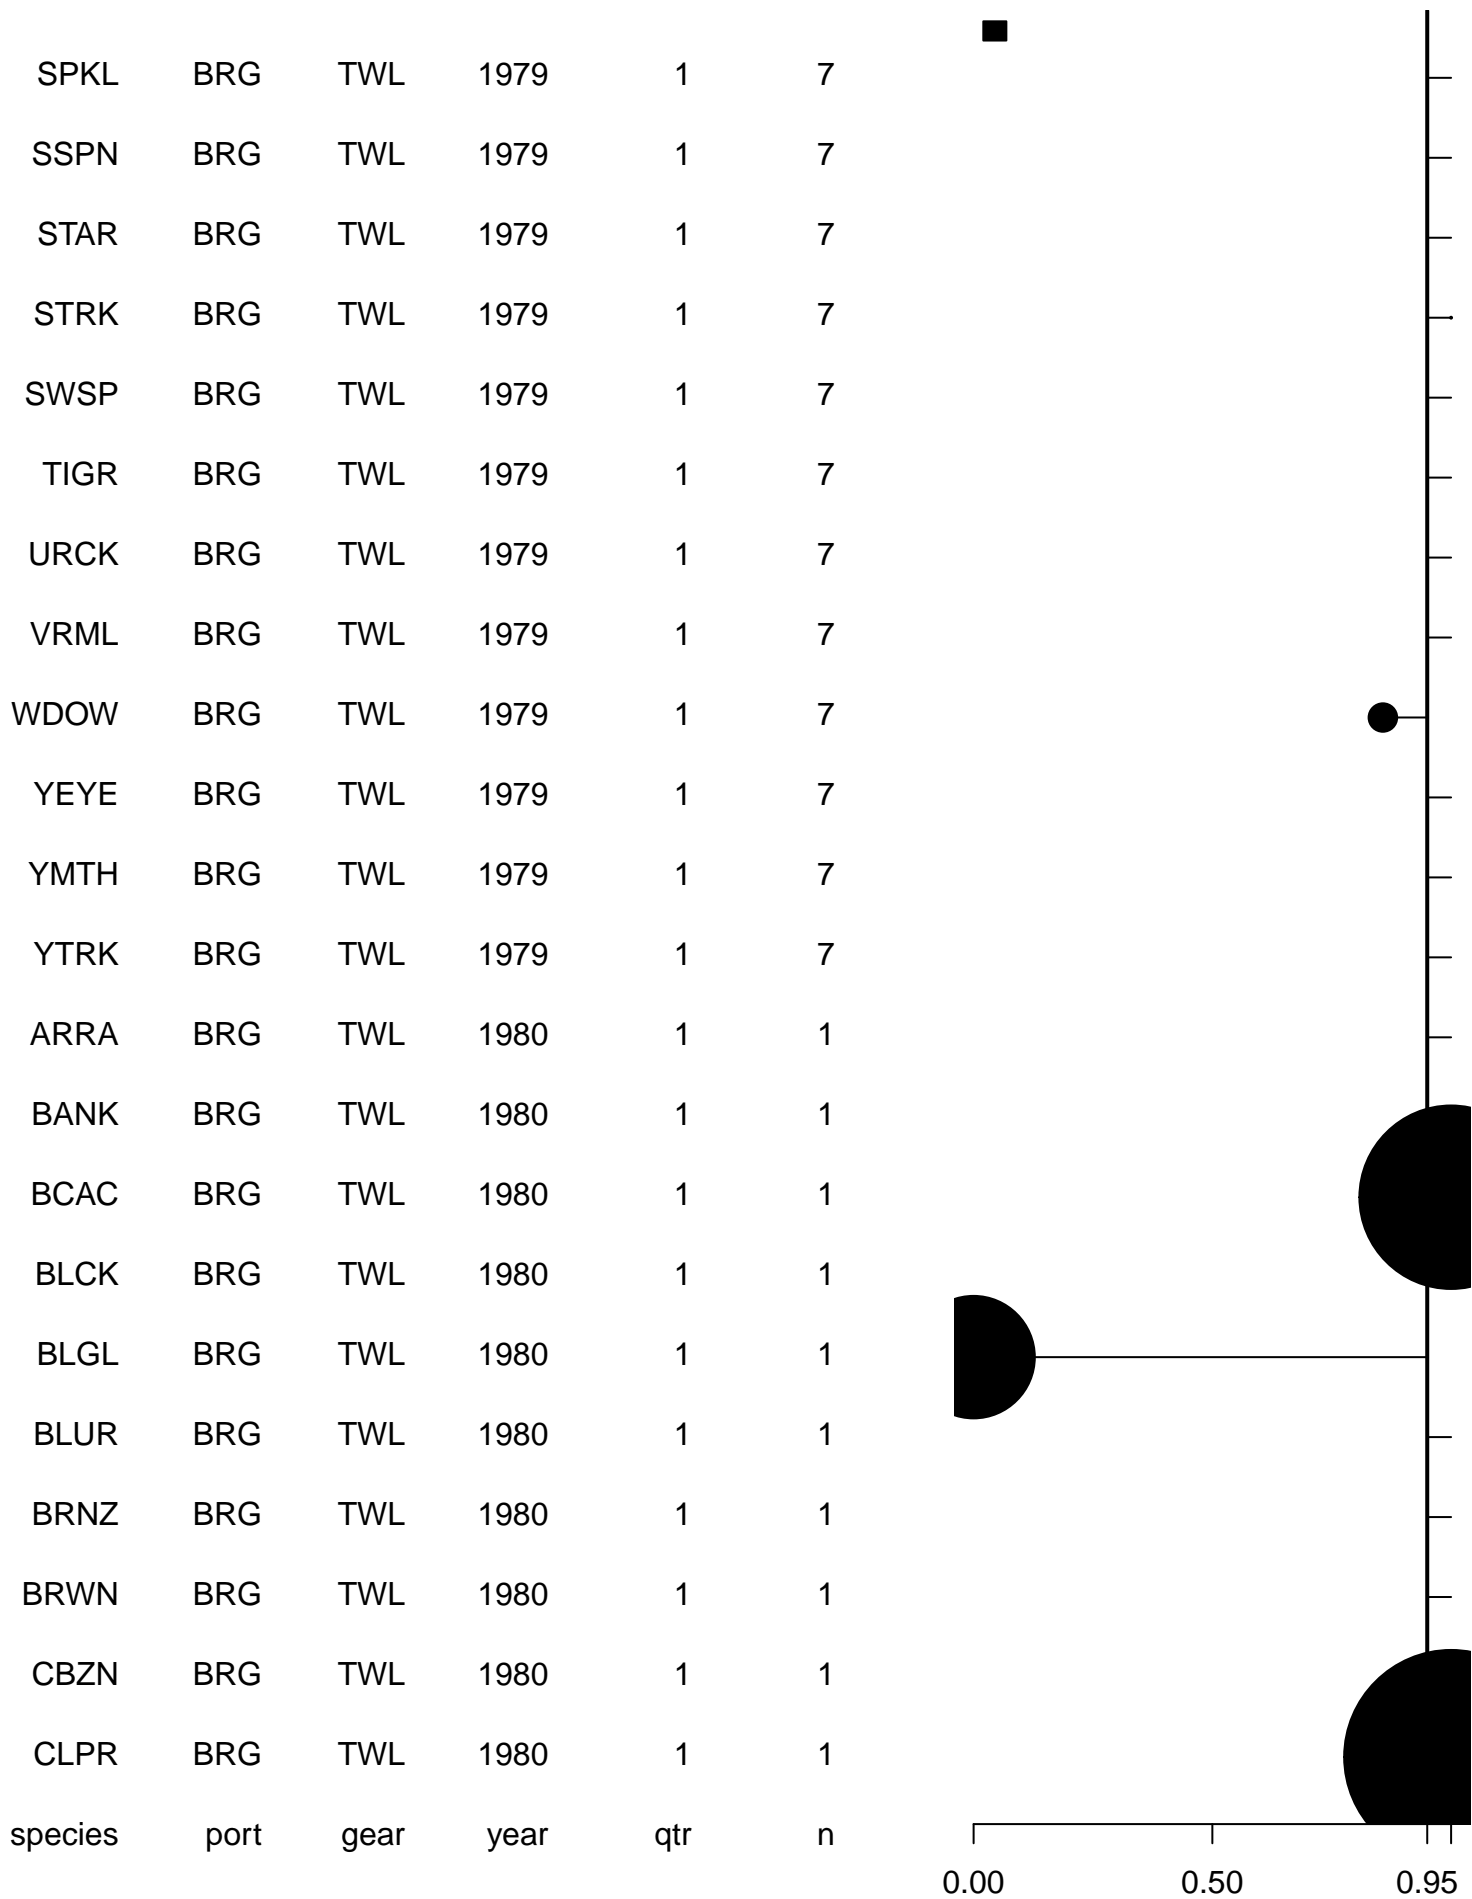 SPKL BRG TWL 1979 1 7
SSPN BRG TWL 1979 1 7
STAR BRG TWL 1979 1 7
STRK BRG TWL 1979 1 7
SWSP BRG TWL 1979 1 7
TIGR BRG TWL 1979 1 7
URCK BRG TWL 1979 1 7
VRML BRG TWL 1979 1 7
WDOW BRG TWL 1979 1 7
YEYE BRG TWL 1979 1 7
YMTH BRG TWL 1979 1 7
YTRK BRG TWL 1979 1 7
ARRA BRG TWL 1980 1 1
BANK BRG TWL 1980 1 1
BCAC BRG TWL 1980 1 1
BLCK BRG TWL 1980 1 1
BLGL BRG TWL 1980 1 1
BLUR BRG TWL 1980 1 1
BRNZ BRG TWL 1980 1 1
BRWN BRG TWL 1980 1 1
CBZN BRG TWL 1980 1 1
CLPR BRG TWL 1980 1 1
species port gear year qtr n
0.00 0.50 0.95